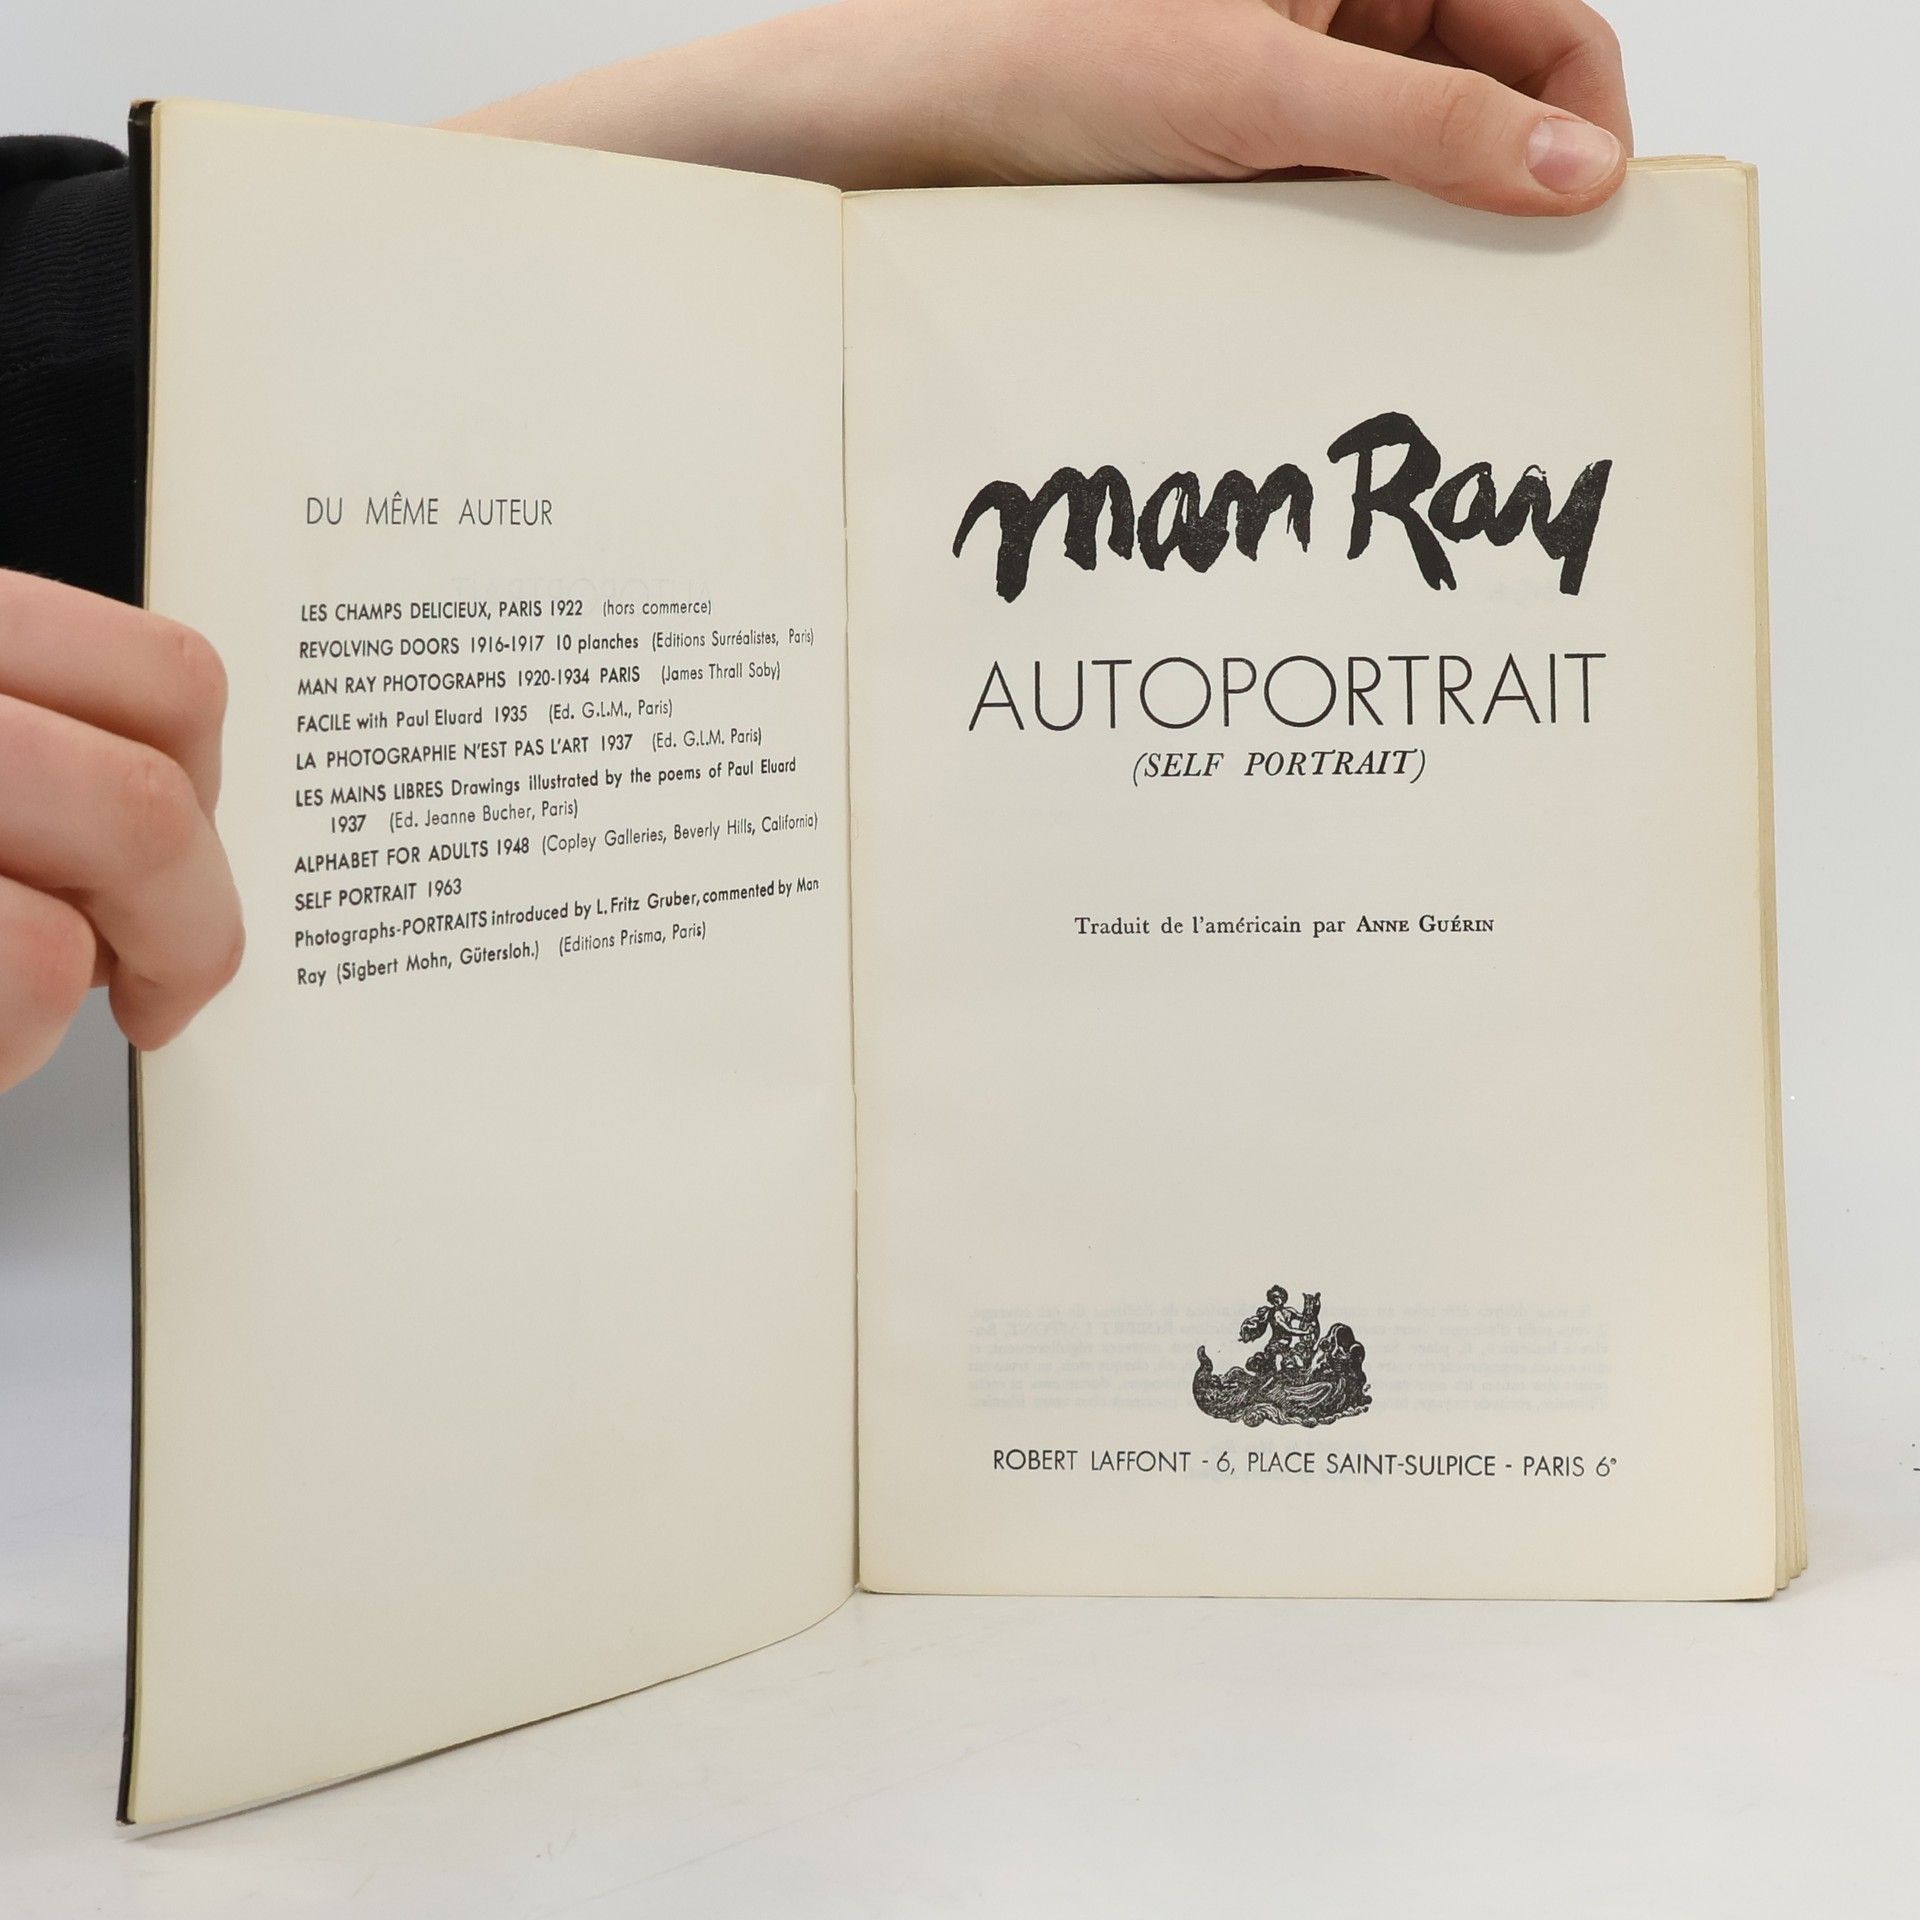 DU MÊME AUTEUR
LES CHAMPS DELICIEUX, PARIS 1922 (hors commerce)
REVOLVING DOORS 1916-1917 10 planches (Editions Surréalistes, Paris)
MAN RAY PHOTOGRAPHS 1920-1934 PARIS (James Thrall Soby)
FACILE with Paul Eluard 1935 (Ed. G.L.M., Paris)
LA PHOTOGRAPHIE N'EST PAS L'ART 1937 (Ed. G.L.M. Paris)
LES MAINS LIBRES Drawings illustrated by the poems of Paul Eluard
1937 (Ed. Jeanne Bucher, Paris)
ALPHABET FOR ADULTS 1948 (Copley Galleries, Beverly Hills, California)
SELF PORTRAIT 1963
Photographs-PORTRAITS introduced by L. Fritz Gruber, commented by Man
Ray (Sigbert Mohn, Gütersloh.) (Editions Prisma, Paris)
man Ray
AUTOPORTRAIT
(SELF PORTRAIT)
Traduit de l'américain par ANNE GUÉRIN
ROBERT LAFFONT - 6, PLACE SAINT-SULPICE - PARIS 6e